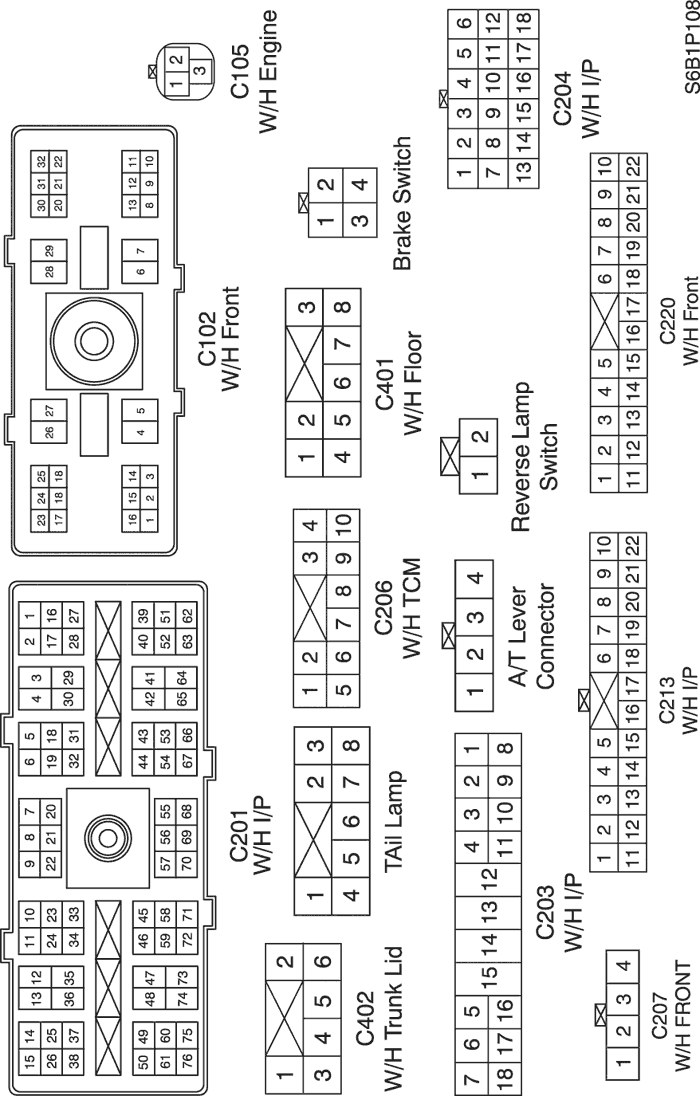 15 14 13 12 11 10 9 8 7 6 5 4 3 2 1
26 25 36 35 24 23 22 21 20 19 18 30 29 17 16
38 37 34 33 32 31 28 27
50 49 48 47 46 45 57 56 55 44 43 42 41 40 39
61 60 59 58 54 53 52 51
76 75 74 73 72 71 70 69 68 67 66 65 64 63 62
C201
W/H I/P
23 24 25 26 27 28 29 30 31 32
17 18 18 20 21 22
16 15 14 4 5 6 7 13 12 11
1 2 3 8 9 10
C102
W/H Front
1 2
3
C105
W/H Engine
1 2
3 4 5 6
C402
W/H Trunk Lid
1 2 3
4 5 6 7 8
TAil Lamp
1 2 3 4
5 6 7 8 9 10
C206
W/H TCM
1 2 3
4 5 6 7 8
C401
W/H Floor
1 2
3 4
Brake Switch
7 6 5 15 14 13 12 4 3 2 1
18 17 16 11 10 9 8
C203
W/H I/P
1 2 3 4
A/T Lever
Connector
1 2
Reverse Lamp
Switch
1 2 3 4 5 6
7 8 9 10 11 12
13 14 15 16 17 18
C204
W/H I/P
1 2 3 4
C207
W/H FRONT
1 2 3 4 5 6 7 8 9 10
11 12 13 14 15 16 17 18 19 20 21 22
C213
W/H I/P
1 2 3 4 5 6 7 8 9 10
11 12 13 14 15 16 17 18 19 20 21 22
C220
W/H Front
S6B1P108